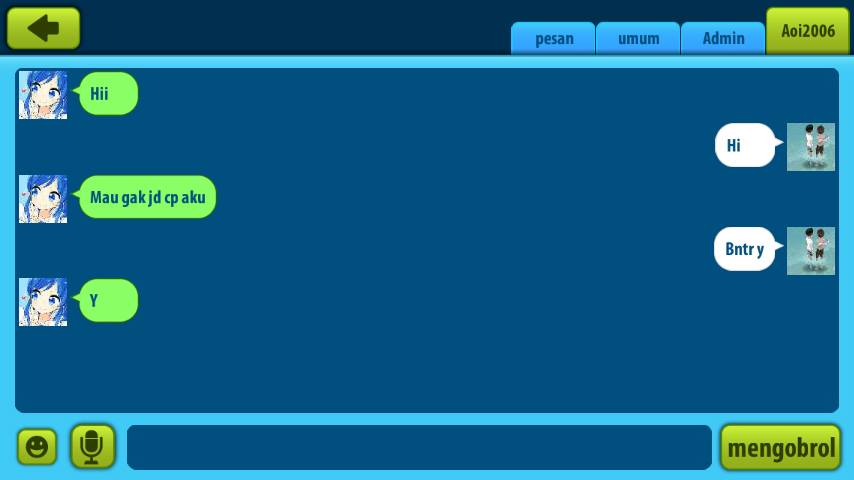 pesan
umum
Admin
Aoi2006
Hii
Hi
Mau gak jd cp aku
Bntr y
Y
mengobrol